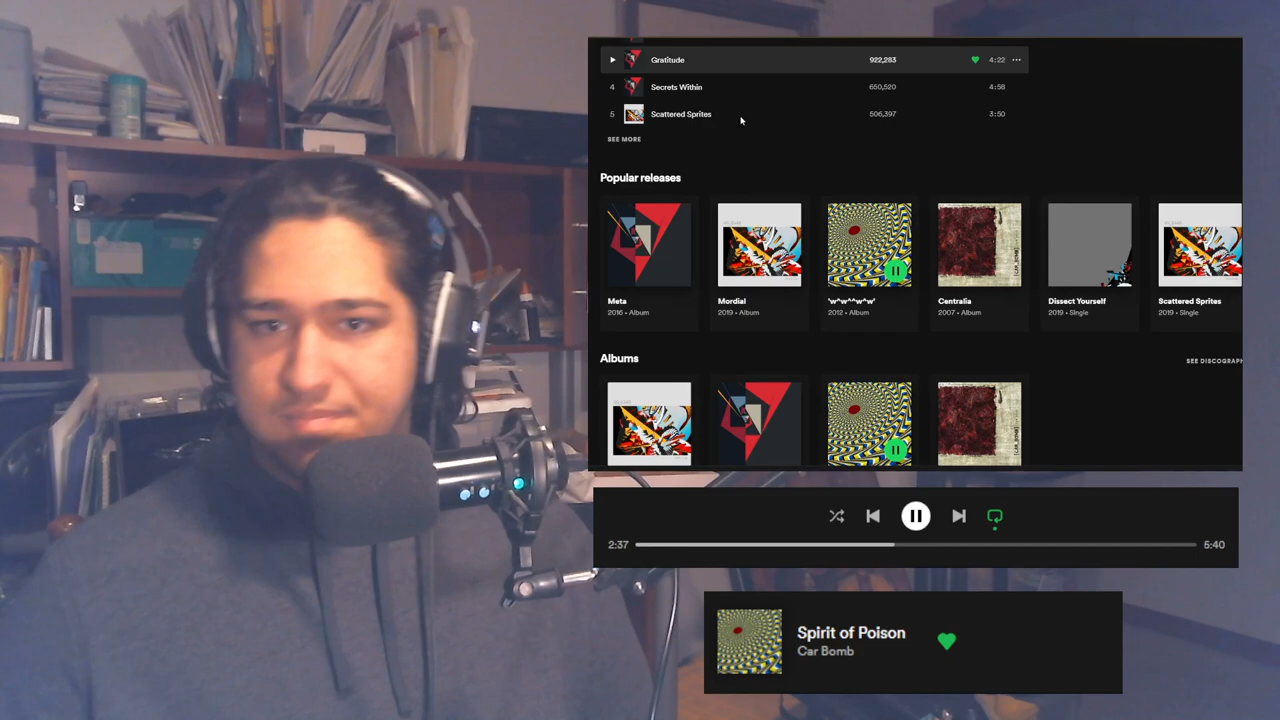 Gratitude 922,283 4:22
4 Secrets Within 650,520 4:58
5 Scattered Sprites 506,397 3:50
SEE MORE
Popular releases
Meta Mordial 'w^w^^w^w' Centralia Dissect Yourself Scattered Sprites
2016 • Album 2019 • Album 2012 • Album 2007 • Album 2019 • Single 2019 • Single
Albums SEE DISCOGRAPH
2:37 5:40
Spirit of Poison
Car Bomb